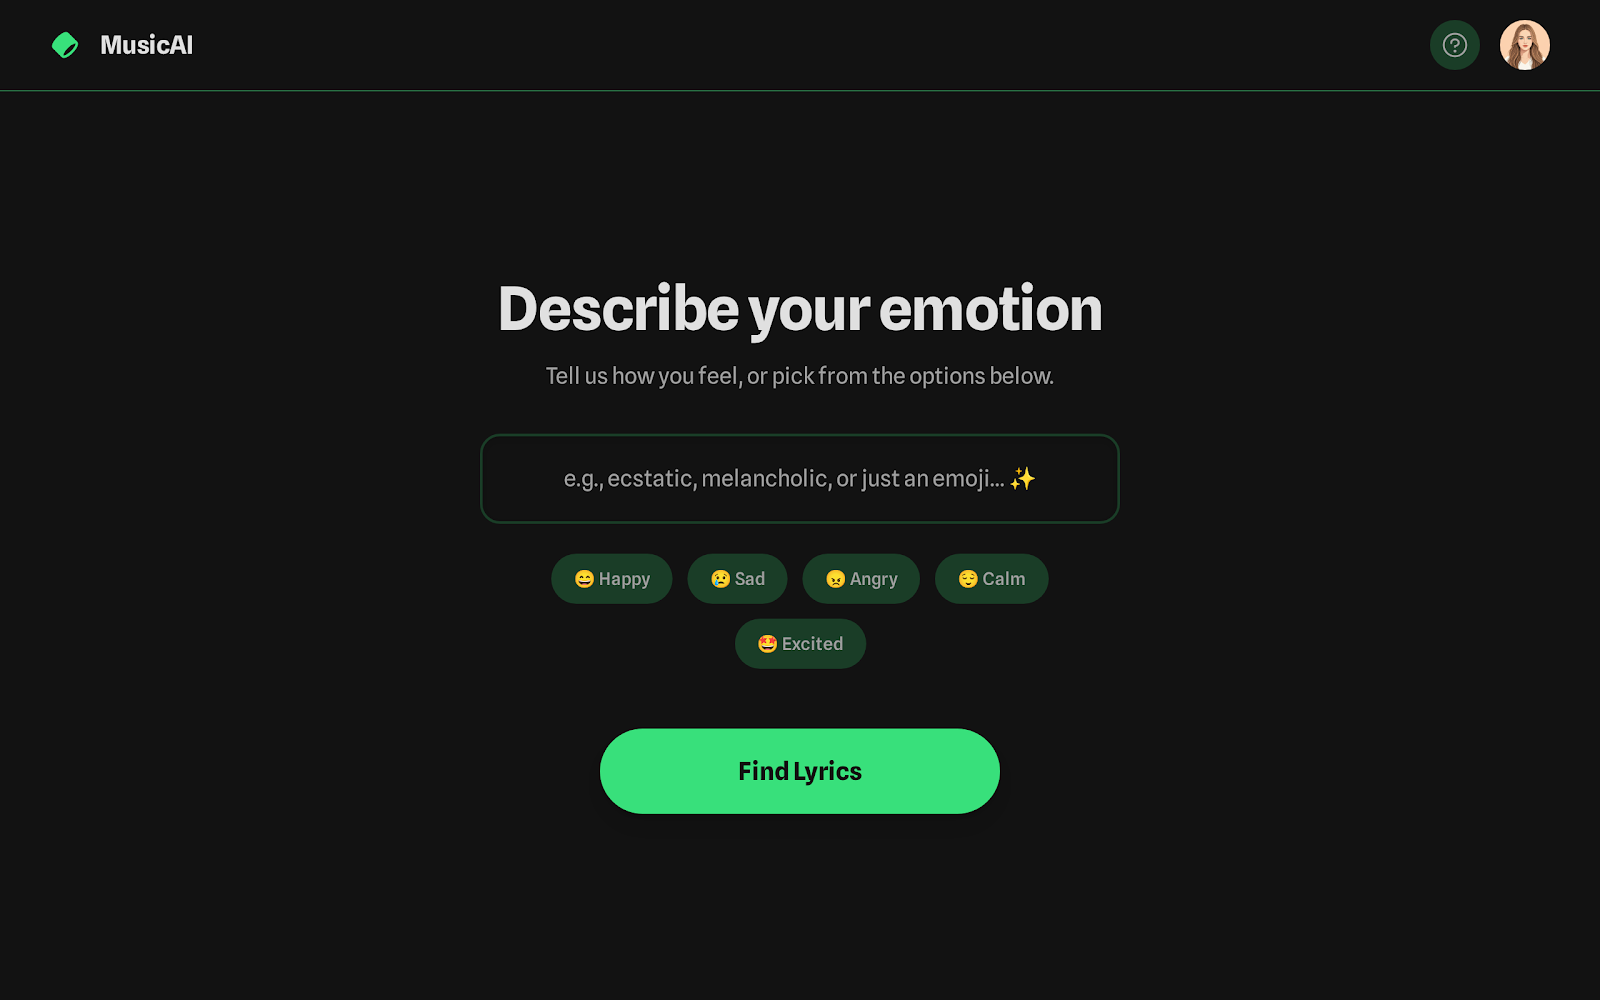 MusicAI
Describe your emotion
Tell us how you feel, or pick from the options below.
e.g., ecstatic, melancholic, or just an emoji... ✨
😄 Happy
😢 Sad
😠 Angry
😌 Calm
🤩 Excited
Find Lyrics